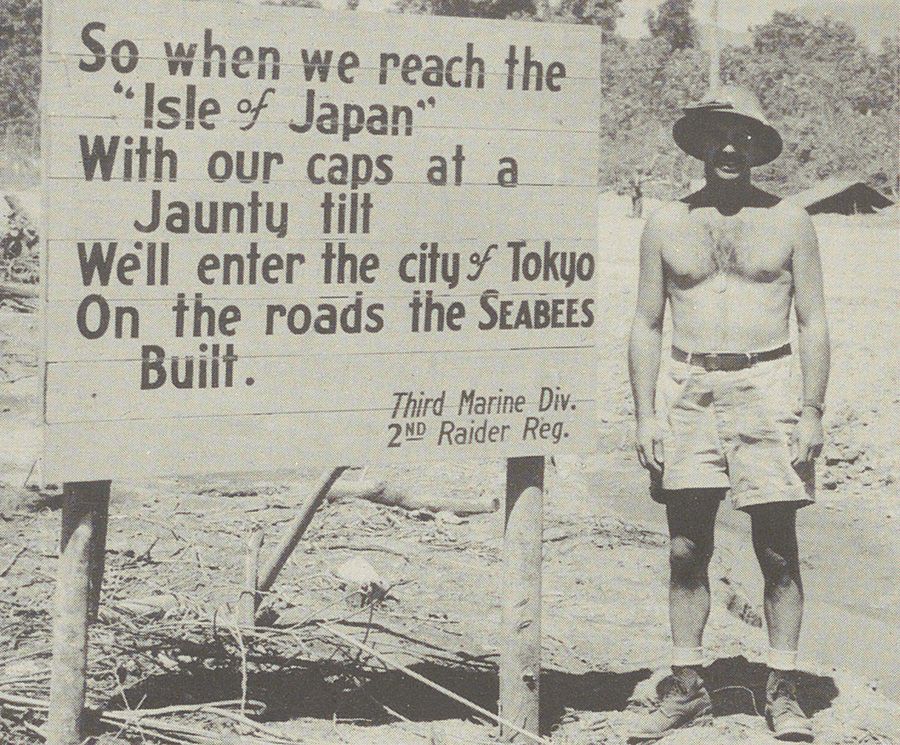 So when we reach the
"Isle of Japan"
With our caps at a
Jaunty tilt
We'll enter the city of Tokyo
On the roads the SEABEES
Built.
Third Marine Div.
2ND Raider Reg.